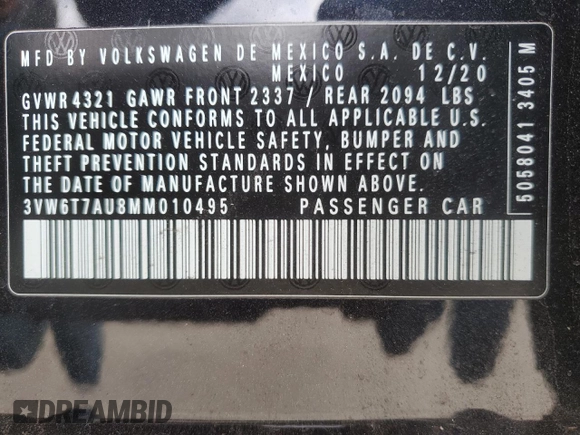 MFD BY VOLKSWAGEN DE MEXICO S.A. DE C.V.
MEXICO 12/20
GVWR 4321 GAWR FRONT 2337 / REAR 2094 LBS
THIS VEHICLE CONFORMS TO ALL APPLICABLE U.S.
FEDERAL MOTOR VEHICLE SAFETY, BUMPER AND
THEFT PREVENTION STANDARDS IN EFFECT ON
THE DATE OF MANUFACTURE SHOWN ABOVE.
3VW6T7AU8MM010495 PASSENGER CAR
5058041 3405 M
DREAMBID